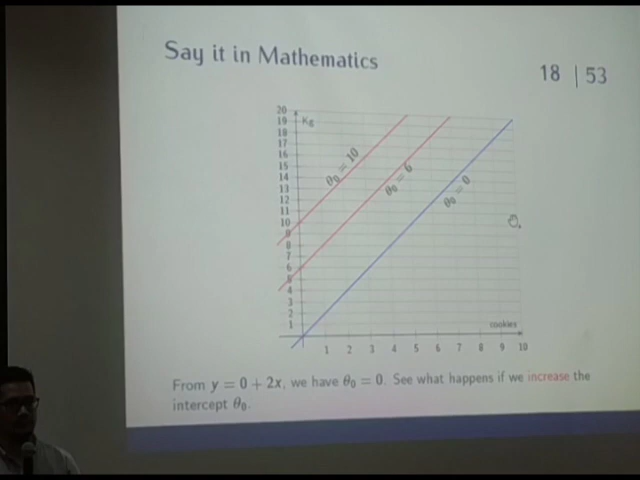 Say it in Mathematics
18 | 53
20
19
18
17
16
15
14
13
12
11
10
9
8
7
6
5
4
3
2
1
Kg
θ₀ = 10
θ₀ = 6
θ₀ = 0
cookies
1 2 3 4 5 6 7 8 9 10
From y = 0 + 2x, we have θ₀ = 0. See what happens if we increase the
intercept θ₀.